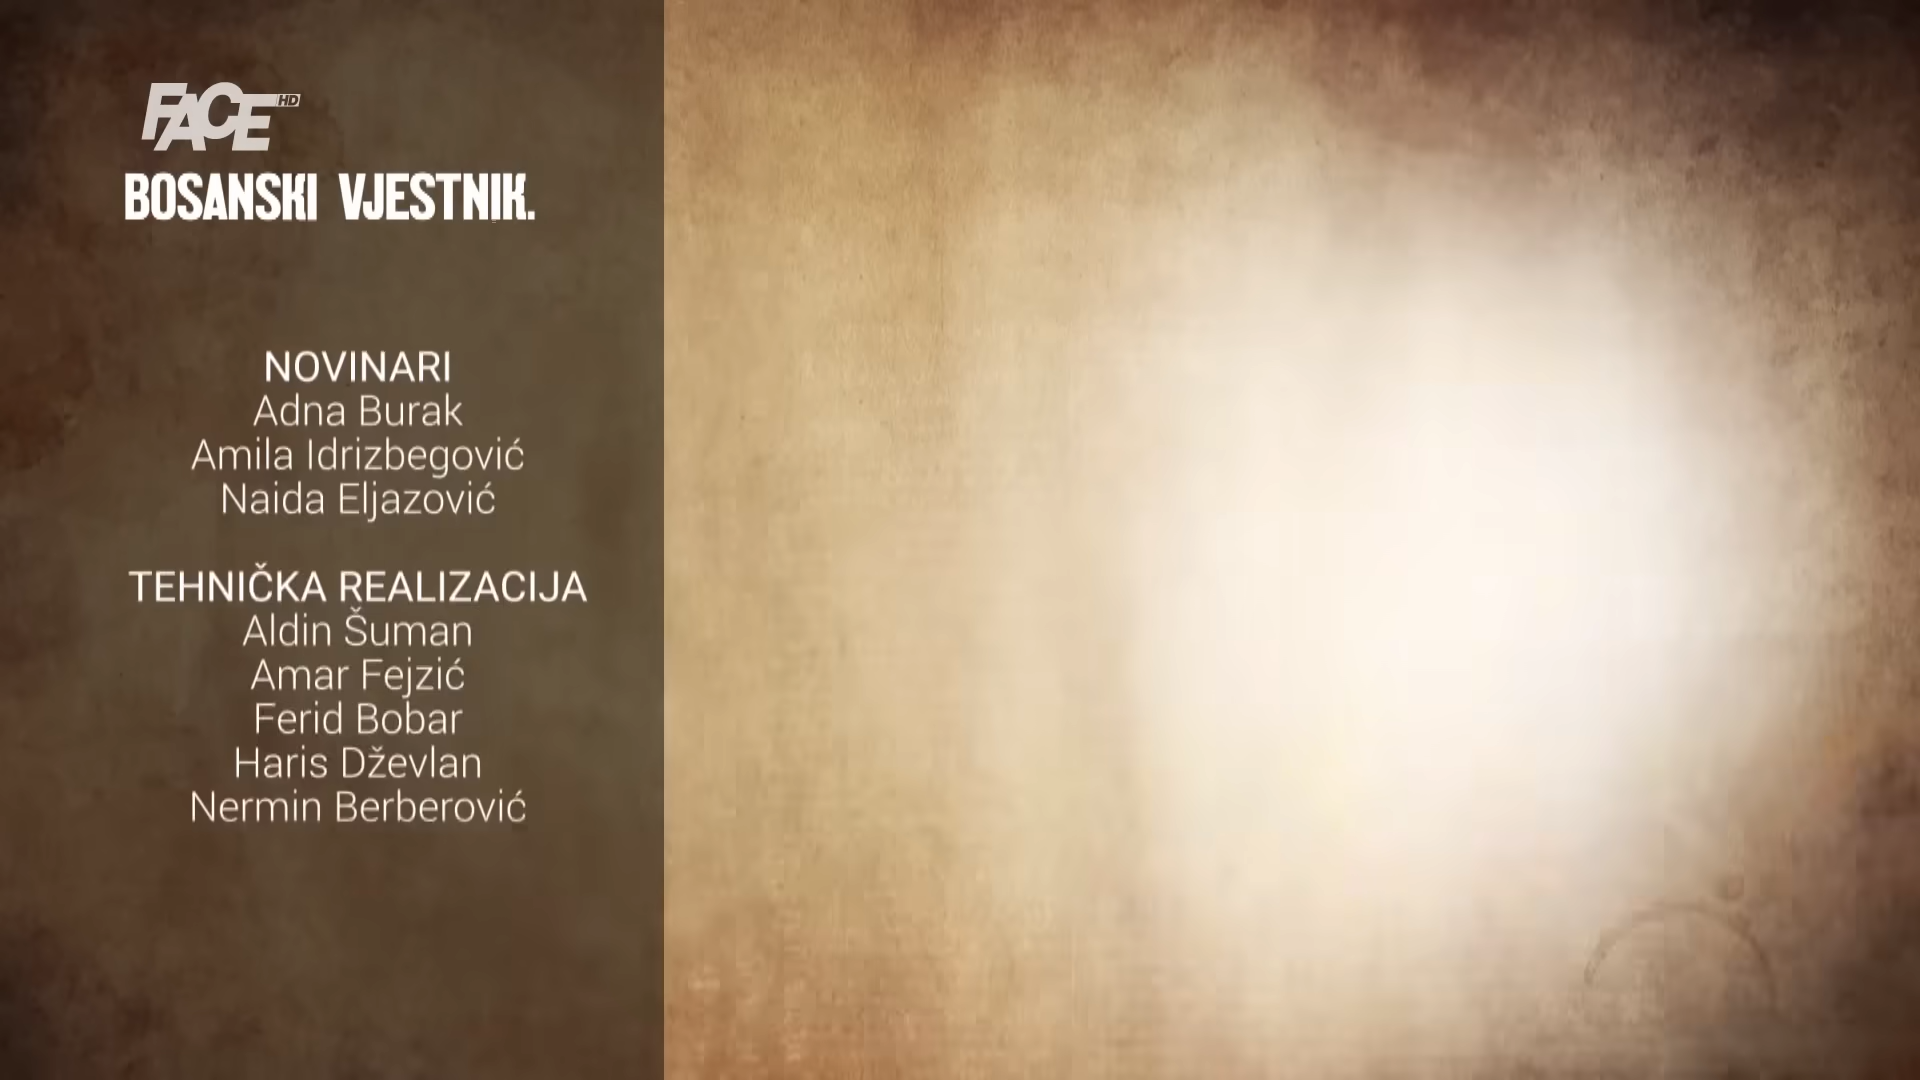 FACE HD
BOSANSKI VJESTNIK.
NOVINARI
Adna Burak
Amila Idrizbegović
Naida Eljazović
TEHNIČKA REALIZACIJA
Aldin Šuman
Amar Fejzić
Ferid Bobar
Haris Dževlan
Nermin Berberović